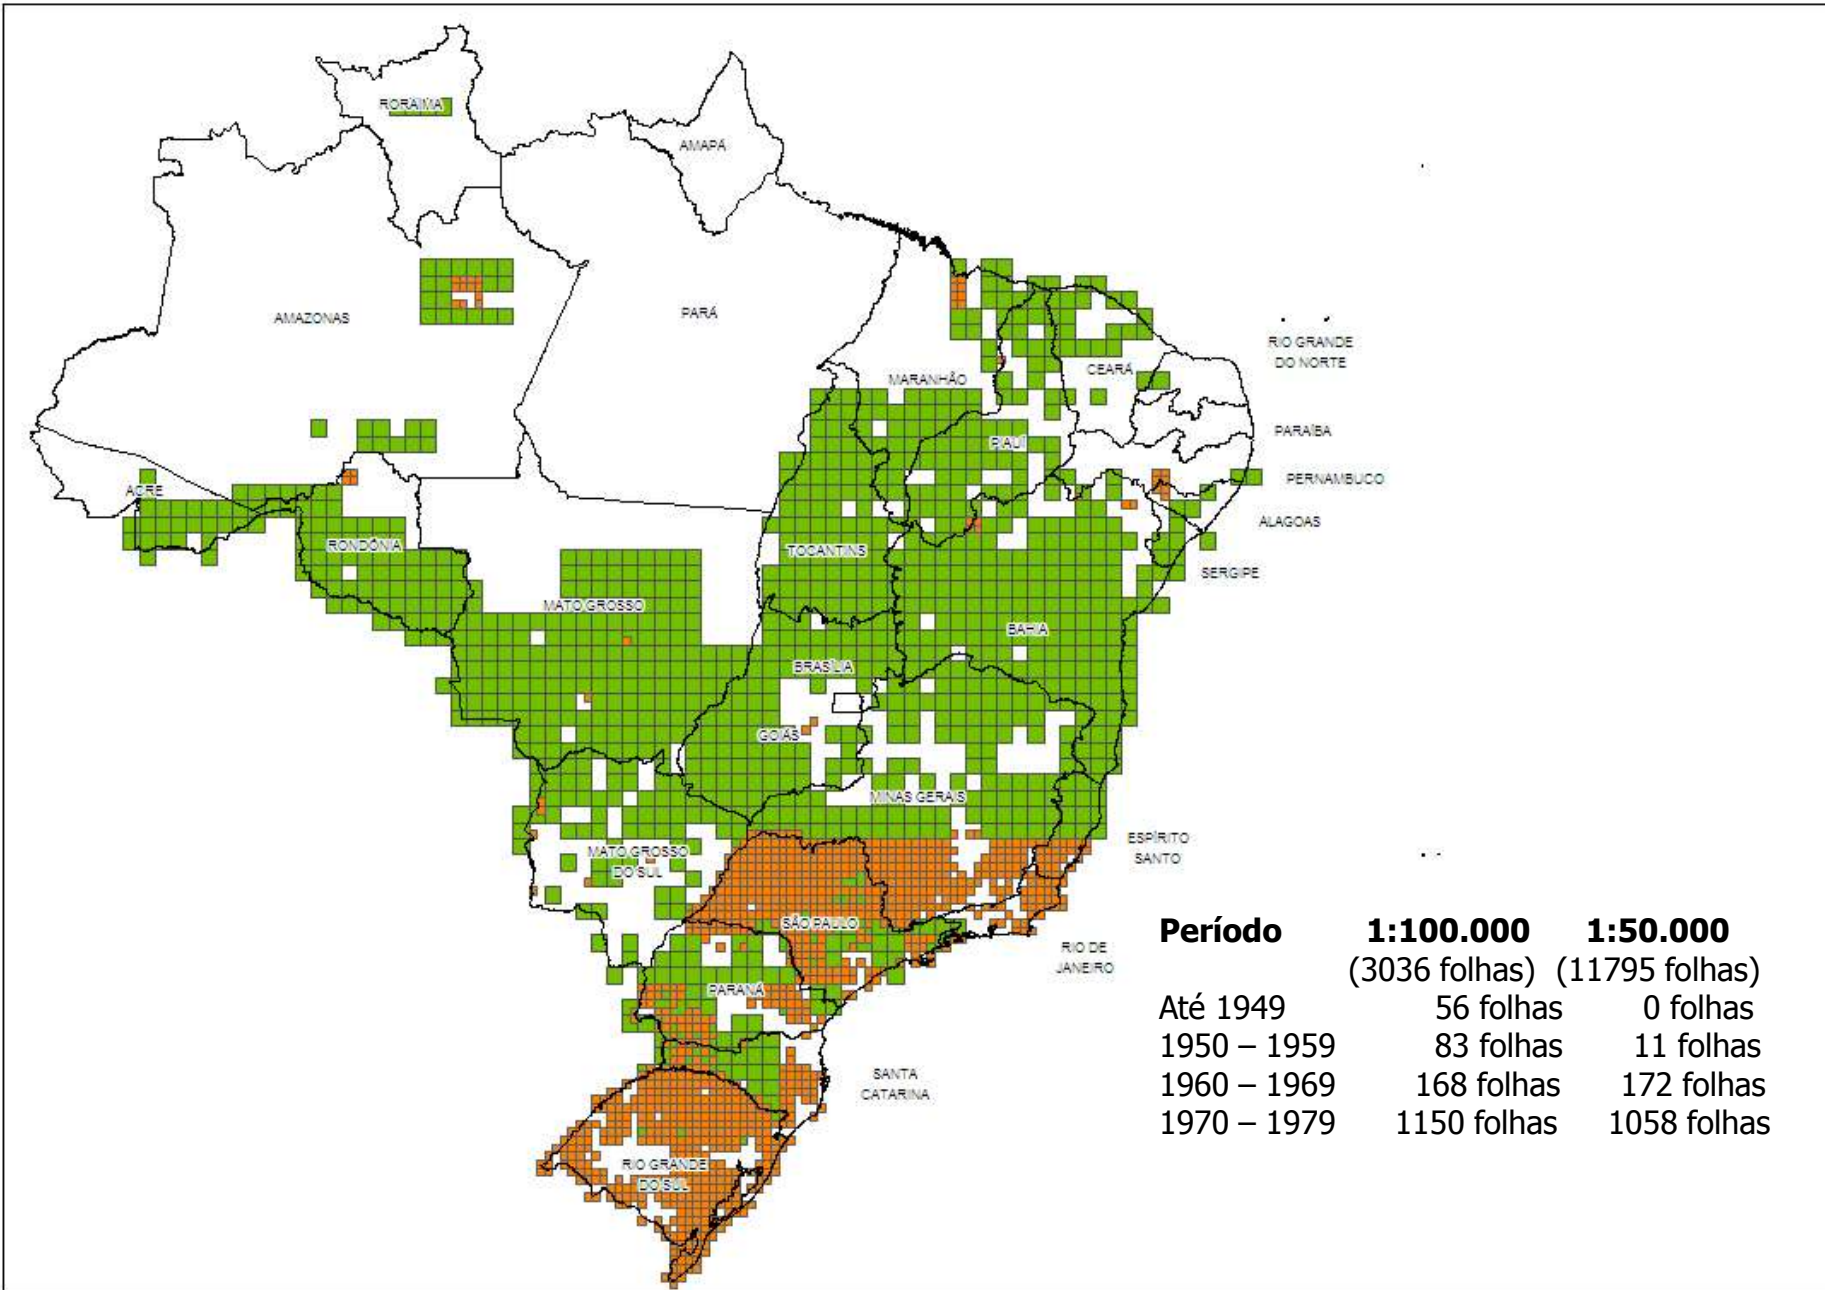 RORAIMA
AMAPÁ
AMAZONAS
PARÁ
RIO GRANDE
DO NORTE
MARANHÃO
CEARÁ
PARAÍBA
PIAUÍ
PERNAMBUCO
ACRE
ALAGOAS
RONDÔNIA
TOCANTINS
SERGIPE
MATO GROSSO
BAHIA
BRASÍLIA
GOIÁS
MINAS GERAIS
ESPÍRITO
SANTO
MATO GROSSO
DO SUL
SÃO PAULO
RIO DE
JANEIRO
PARANÁ
SANTA
CATARINA
RIO GRANDE
DO SUL
Período 1:100.000 1:50.000
(3036 folhas) (11795 folhas)
Até 1949 56 folhas 0 folhas
1950 – 1959 83 folhas 11 folhas
1960 – 1969 168 folhas 172 folhas
1970 – 1979 1150 folhas 1058 folhas